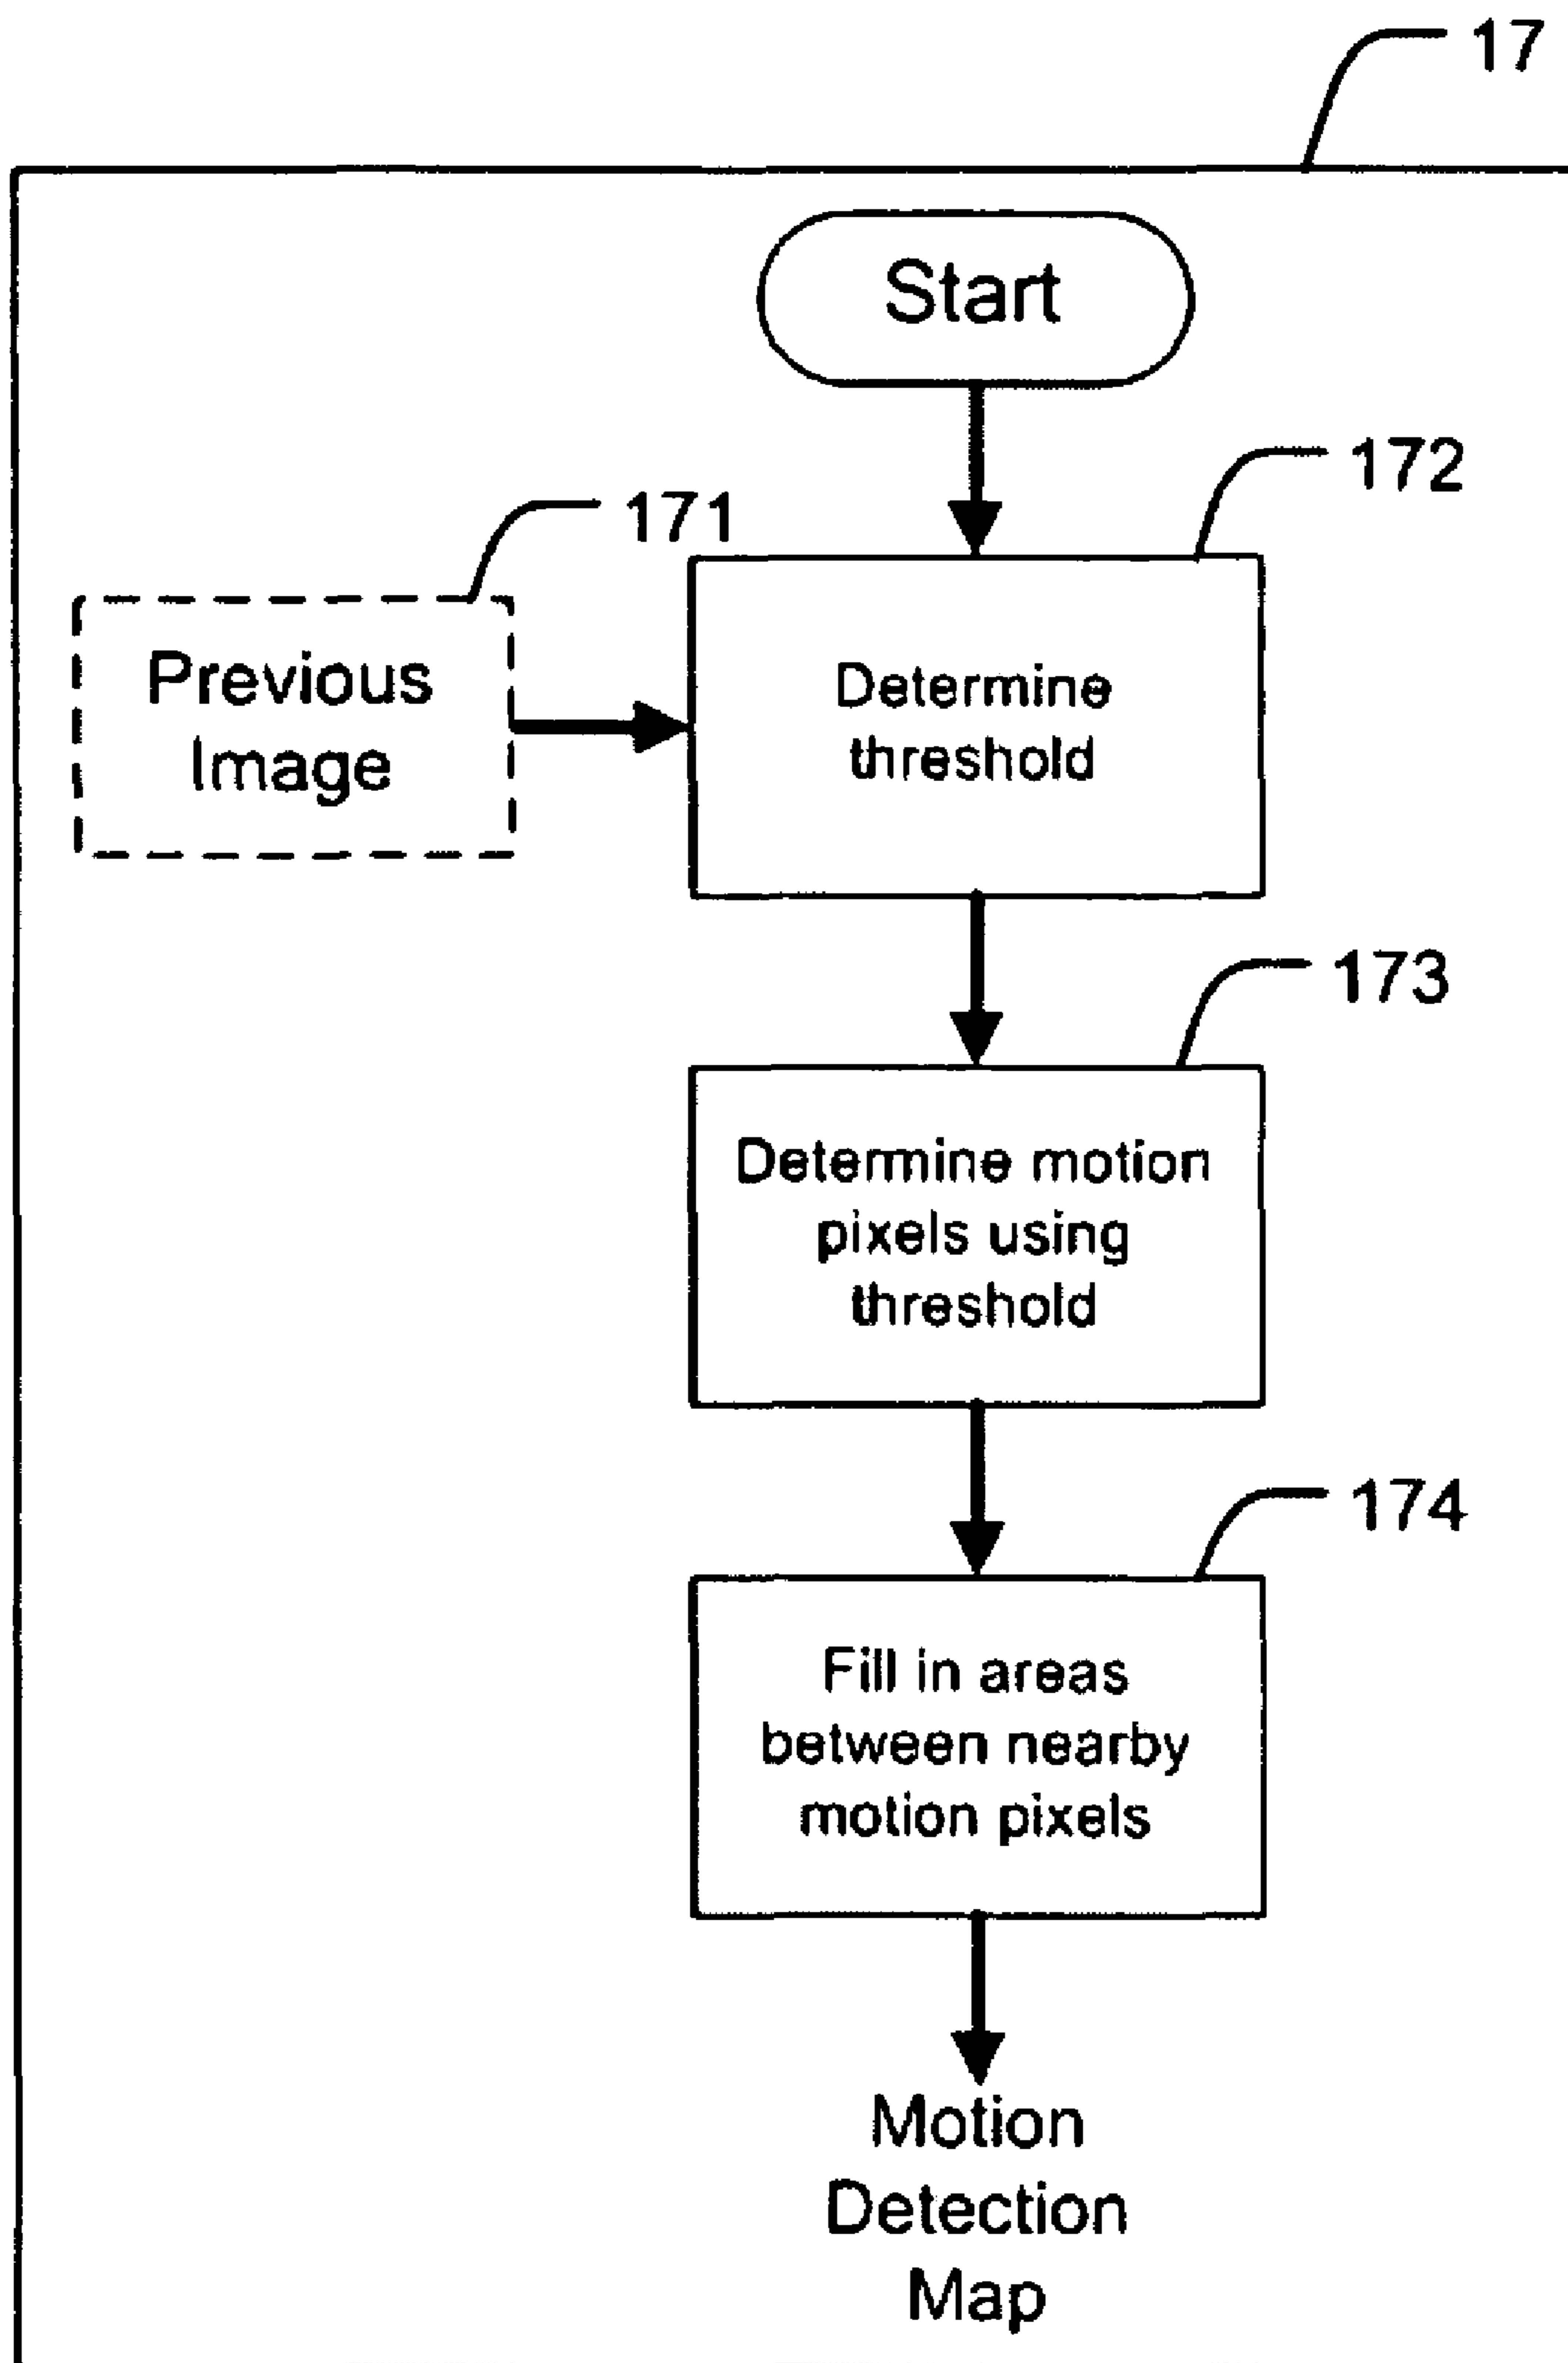 17
Start
172
171
Previous
Image
Determine
threshold
173
Determine motion
pixels using
threshold
174
Fill in areas
between nearby
motion pixels
Motion
Detection
Map